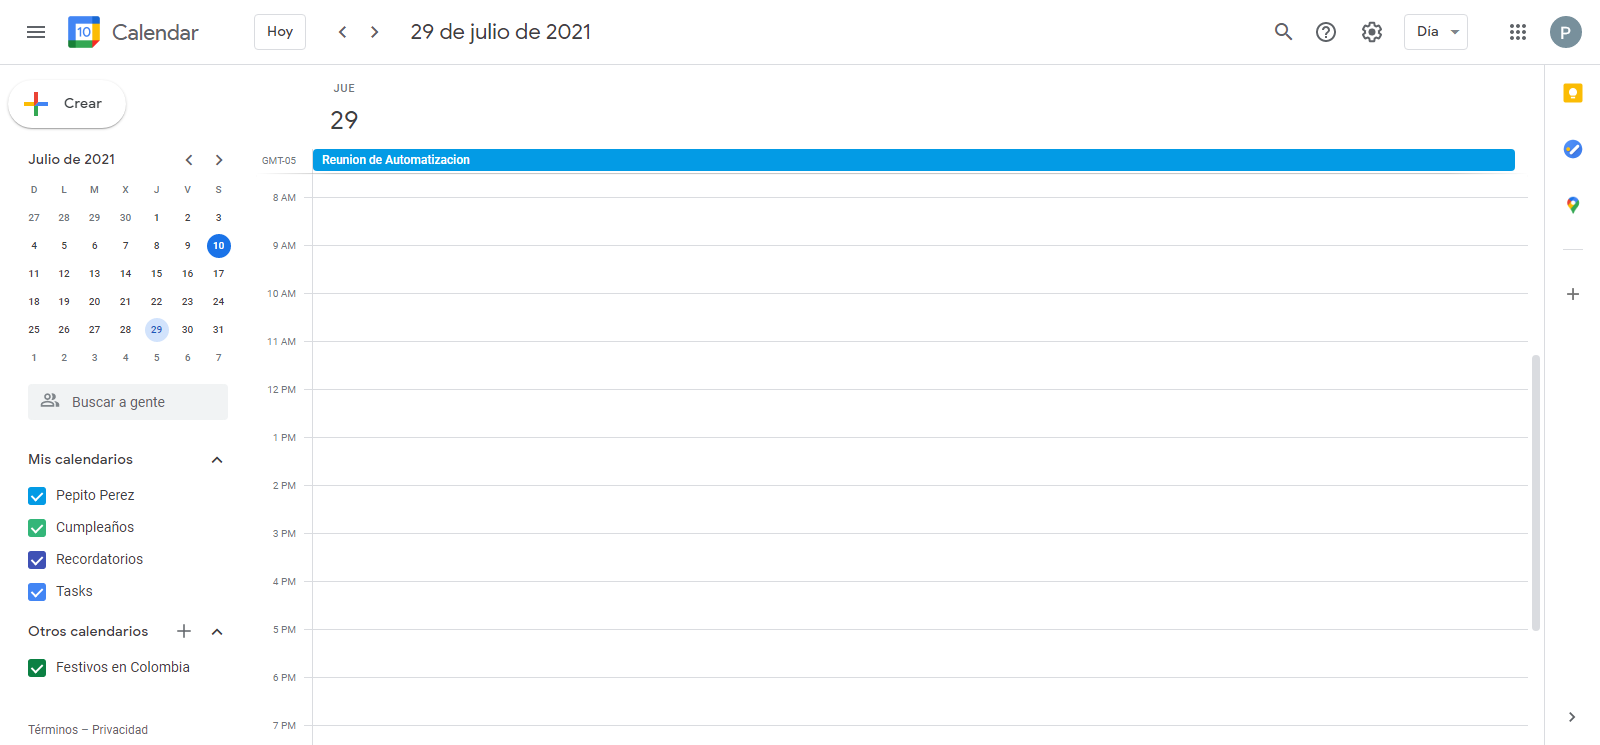 10 Calendar Hoy 29 de julio de 2021 Día P
Crear
JUE
29
GMT-05 Reunion de Automatizacion
Julio de 2021
D L M X J V S
27 28 29 30 1 2 3
4 5 6 7 8 9 10
11 12 13 14 15 16 17
18 19 20 21 22 23 24
25 26 27 28 29 30 31
1 2 3 4 5 6 7
Buscar a gente
Mis calendarios
Pepito Perez
Cumpleaños
Recordatorios
Tasks
Otros calendarios
Festivos en Colombia
Términos – Privacidad
8 AM
9 AM
10 AM
11 AM
12 PM
1 PM
2 PM
3 PM
4 PM
5 PM
6 PM
7 PM